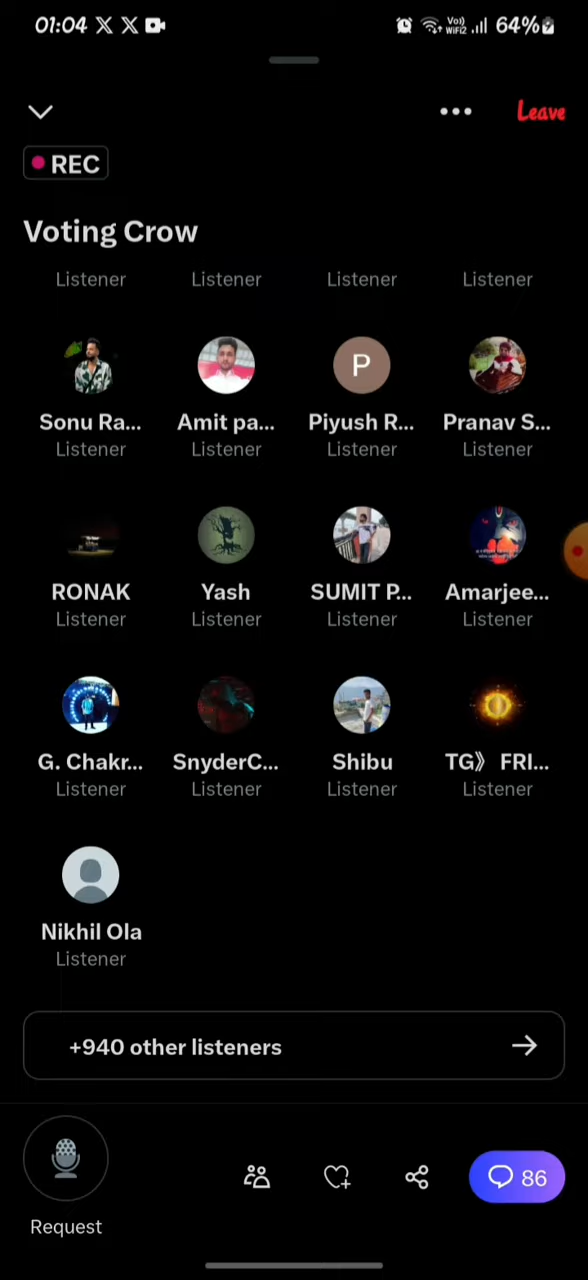 01:04
Voo)) WiFi2 64%
Leave
REC
Voting Crow
Listener Listener Listener Listener
Sonu Ra... Amit pa... Piyush R... Pranav S...
Listener Listener Listener Listener
P
RONAK Yash SUMIT P... Amarjee...
Listener Listener Listener Listener
G. Chakr... SnyderC... Shibu TG》 FRI...
Listener Listener Listener Listener
Nikhil Ola
Listener
+940 other listeners
86
Request